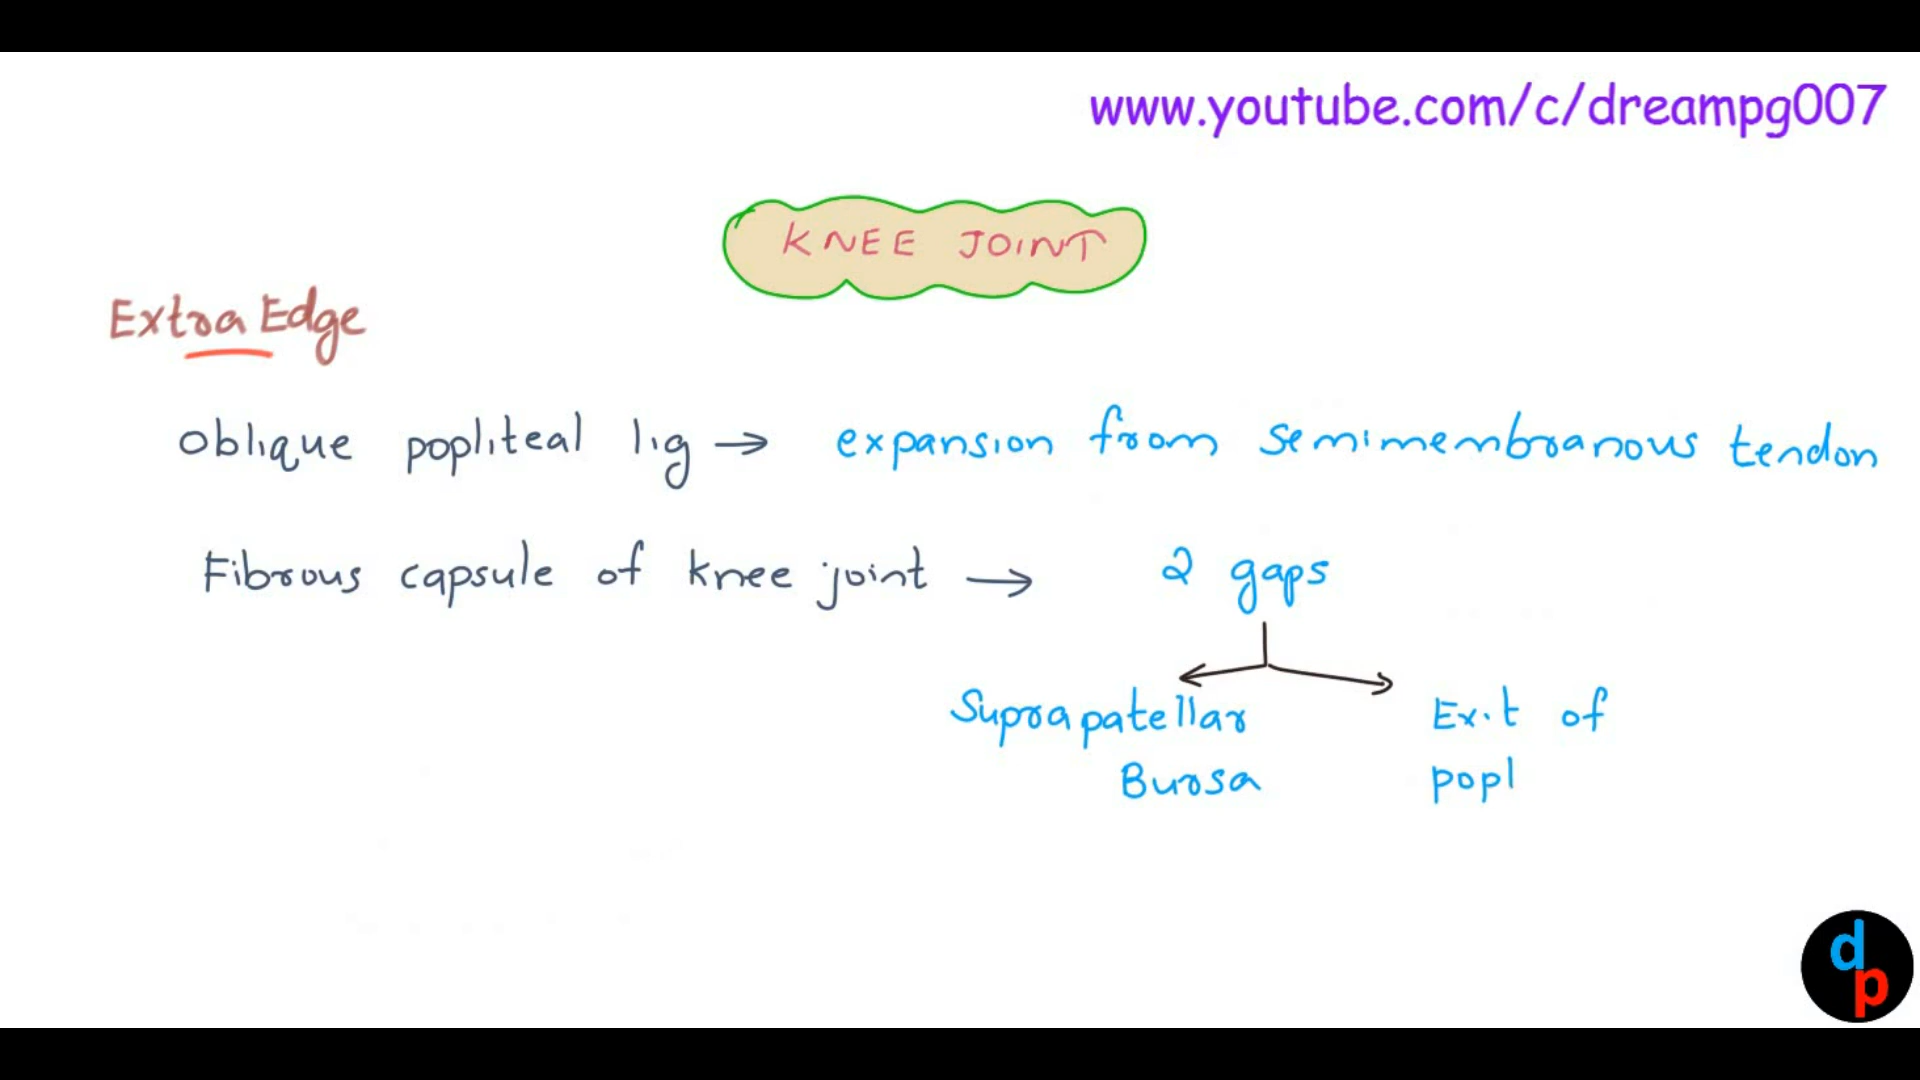 www.youtube.com/c/dreampg007
KNEE JOINT
Extra Edge
Oblique popliteal lig → expansion from semimembranous tendon
Fibrous capsule of knee joint → 2 gaps
Suprapatellar Exit of
Bursa popl
dp